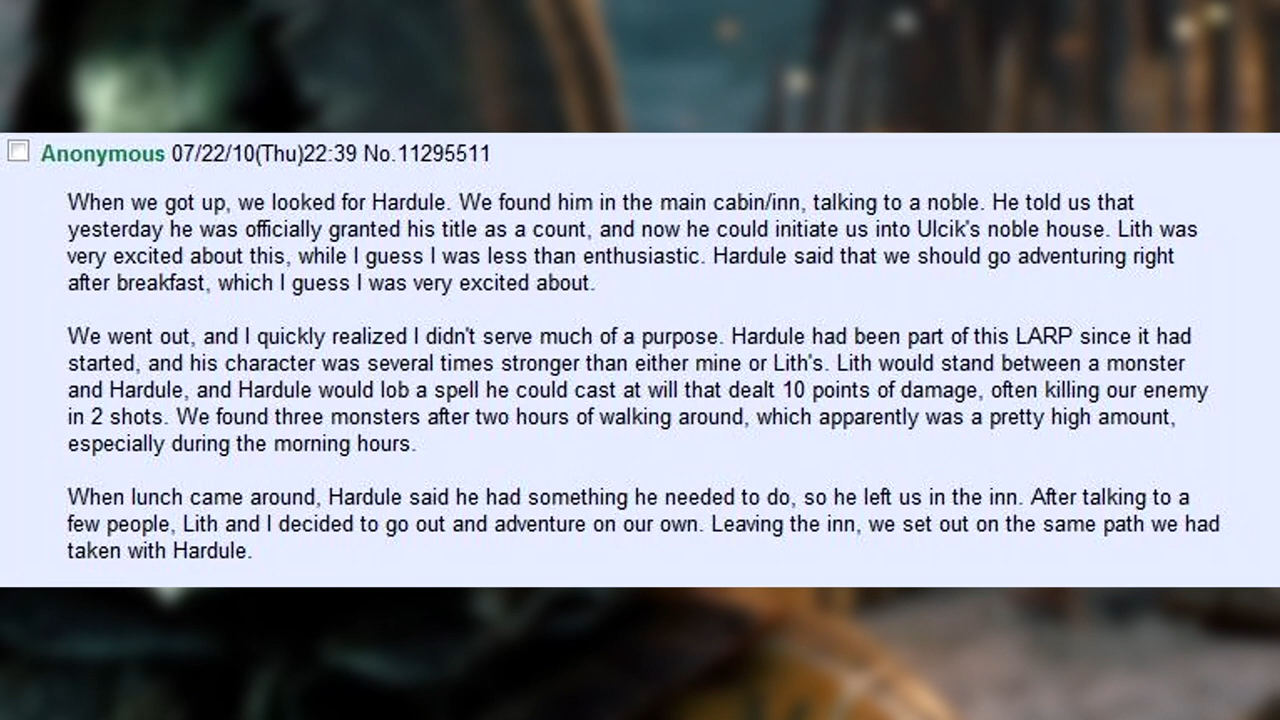 Anonymous 07/22/10(Thu)22:39 No.11295511
When we got up, we looked for Hardule. We found him in the main cabin/inn, talking to a noble. He told us that
yesterday he was officially granted his title as a count, and now he could initiate us into Ulcik's noble house. Lith was
very excited about this, while I guess I was less than enthusiastic. Hardule said that we should go adventuring right
after breakfast, which I guess I was very excited about.
We went out, and I quickly realized I didn't serve much of a purpose. Hardule had been part of this LARP since it had
started, and his character was several times stronger than either mine or Lith's. Lith would stand between a monster
and Hardule, and Hardule would lob a spell he could cast at will that dealt 10 points of damage, often killing our enemy
in 2 shots. We found three monsters after two hours of walking around, which apparently was a pretty high amount,
especially during the morning hours.
When lunch came around, Hardule said he had something he needed to do, so he left us in the inn. After talking to a
few people, Lith and I decided to go out and adventure on our own. Leaving the inn, we set out on the same path we had
taken with Hardule.